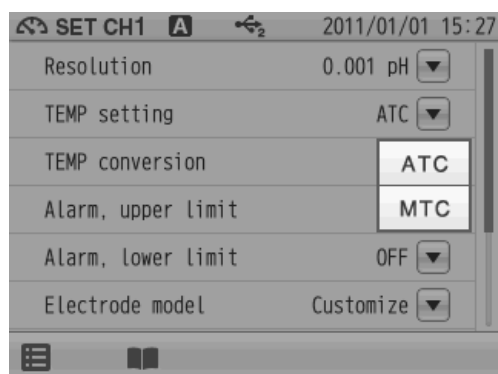 SET CH1 A 2 2011/01/01 15:27
Resolution 0.001 pH
TEMP setting ATC
TEMP conversion ATC
Alarm, upper limit MTC
Alarm, lower limit OFF
Electrode model Customize